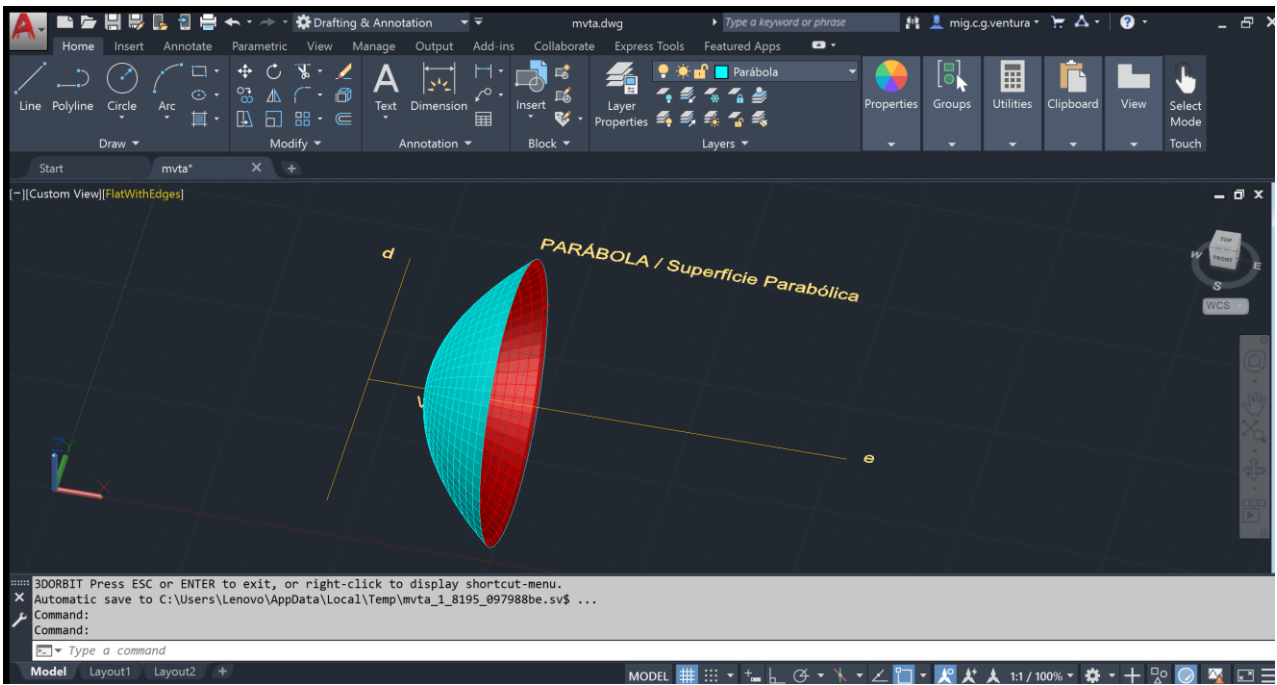 A
Drafting & Annotation
mvta.dwg
Type a keyword or phrase
mig.c.g.ventura
?
Home Insert Annotate Parametric View Manage Output Add-ins Collaborate Express Tools Featured Apps
Parábola
Line Polyline Circle Arc
A
Text Dimension
Insert
Layer
Properties
Properties Groups Utilities Clipboard View
Select
Mode
Draw Modify Annotation Block Layers Touch
Start mvta* X +
[-][Custom View][FlatWithEdges]
TOP
FRONT
W
E
S
WCS
PARÁBOLA / Superfície Parabólica
d
V
e
Z
Y
X
3DORBIT Press ESC or ENTER to exit, or right-click to display shortcut-menu.
Automatic save to C:\Users\Lenovo\AppData\Local\Temp\mvta_1_8195_097988be.sv$ ...
Command:
Command:
Type a command
Model Layout1 Layout2 +
MODEL
1:1 / 100%